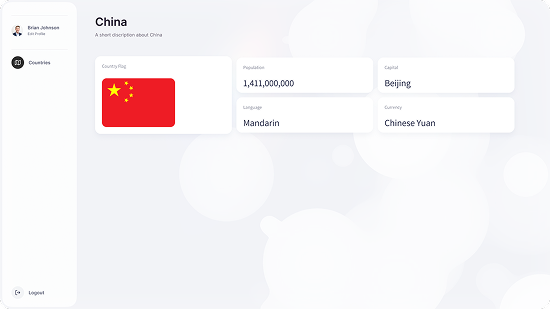 Brian Johnson
Edit Profile
Countries
Logout
China
A short discription about China
Country Flag
Population
1,411,000,000
Capital
Beijing
Language
Mandarin
Currency
Chinese Yuan